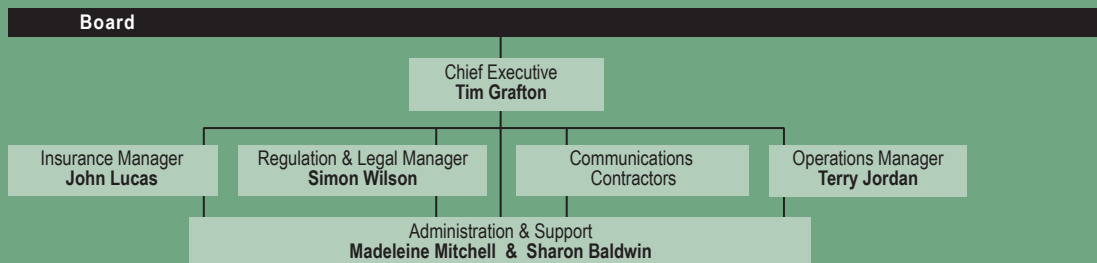 Board
Chief Executive
Tim Grafton
Insurance Manager
John Lucas
Regulation & Legal Manager
Simon Wilson
Communications
Contractors
Operations Manager
Terry Jordan
Administration & Support
Madeleine Mitchell & Sharon Baldwin